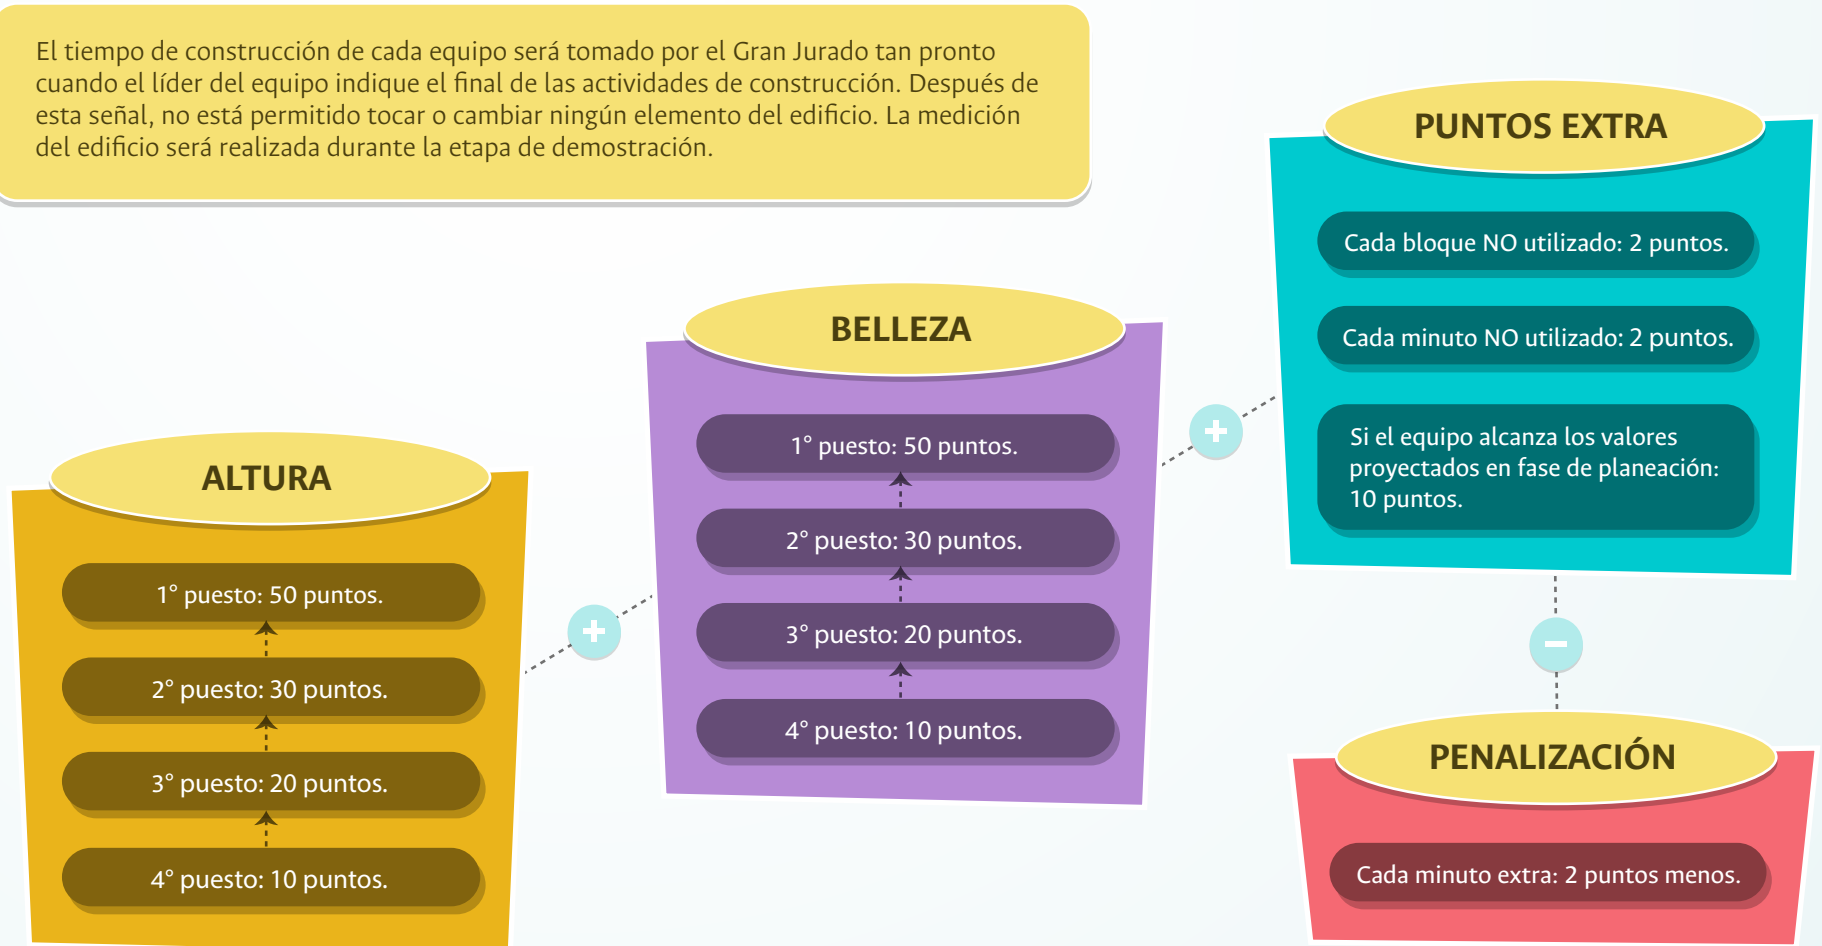 El tiempo de construcción de cada equipo será tomado por el Gran Jurado tan pronto
cuando el líder del equipo indique el final de las actividades de construcción. Después de
esta señal, no está permitido tocar o cambiar ningún elemento del edificio. La medición
del edificio será realizada durante la etapa de demostración.
ALTURA
1° puesto: 50 puntos.
2° puesto: 30 puntos.
3° puesto: 20 puntos.
4° puesto: 10 puntos.
+
BELLEZA
1° puesto: 50 puntos.
2° puesto: 30 puntos.
3° puesto: 20 puntos.
4° puesto: 10 puntos.
+
PUNTOS EXTRA
Cada bloque NO utilizado: 2 puntos.
Cada minuto NO utilizado: 2 puntos.
Si el equipo alcanza los valores
proyectados en fase de planeación:
10 puntos.
−
PENALIZACIÓN
Cada minuto extra: 2 puntos menos.